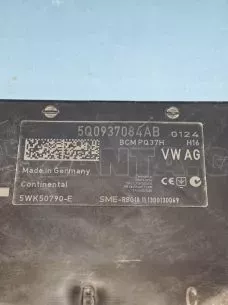 5Q0937084AB 0124
BCM PQ37H H16
VW AG
Made in Germany
Continental
5WK50790-E
B C